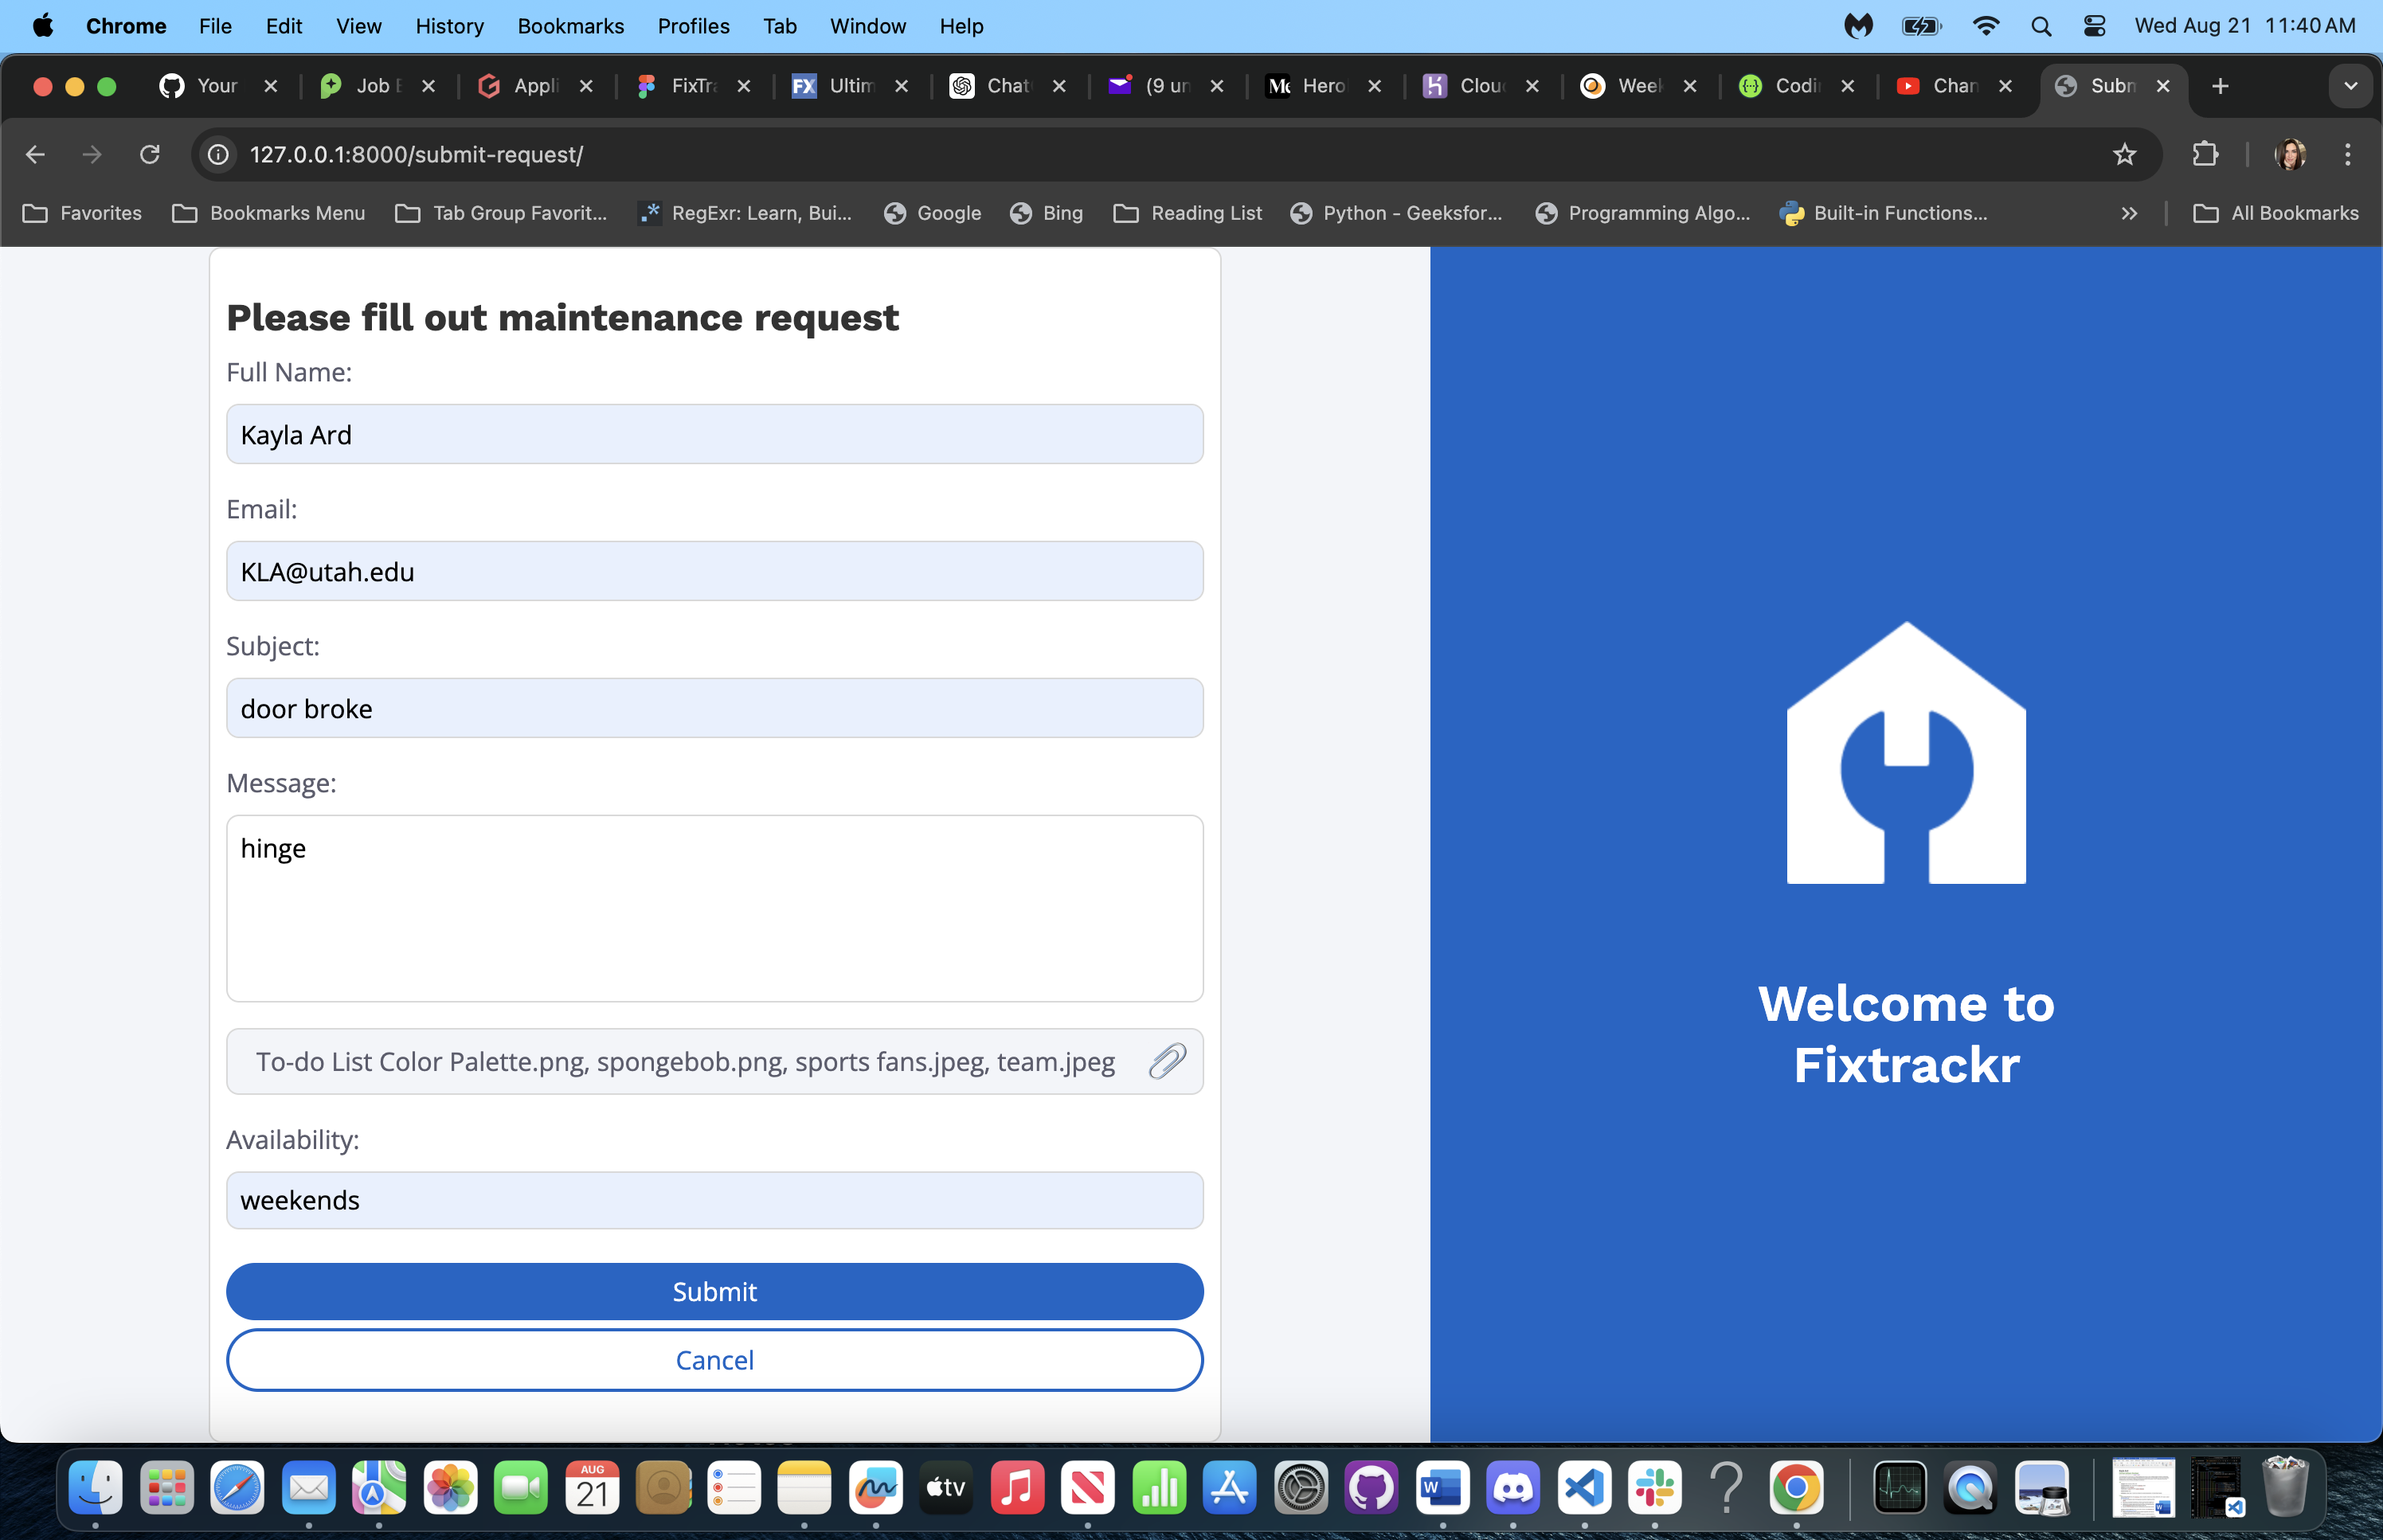 Chrome File Edit View History Bookmarks Profiles Tab Window Help Wed Aug 21 11:40 AM
Your Job Appli FixTra FX Ultim Chat (9 un Hero Clou Week Codi Chan Subm
127.0.0.1:8000/submit-request/
Favorites Bookmarks Menu Tab Group Favorit... .* RegExr: Learn, Bui... Google Bing Reading List Python - Geeksfor... Programming Algo... Built-in Functions... » All Bookmarks
Please fill out maintenance request
Full Name:
Kayla Ard
Email:
KLA@utah.edu
Subject:
door broke
Message:
hinge
To-do List Color Palette.png, spongebob.png, sports fans.jpeg, team.jpeg
Availability:
weekends
Submit
Cancel
Welcome to
Fixtrackr
AUG
21
tv
W